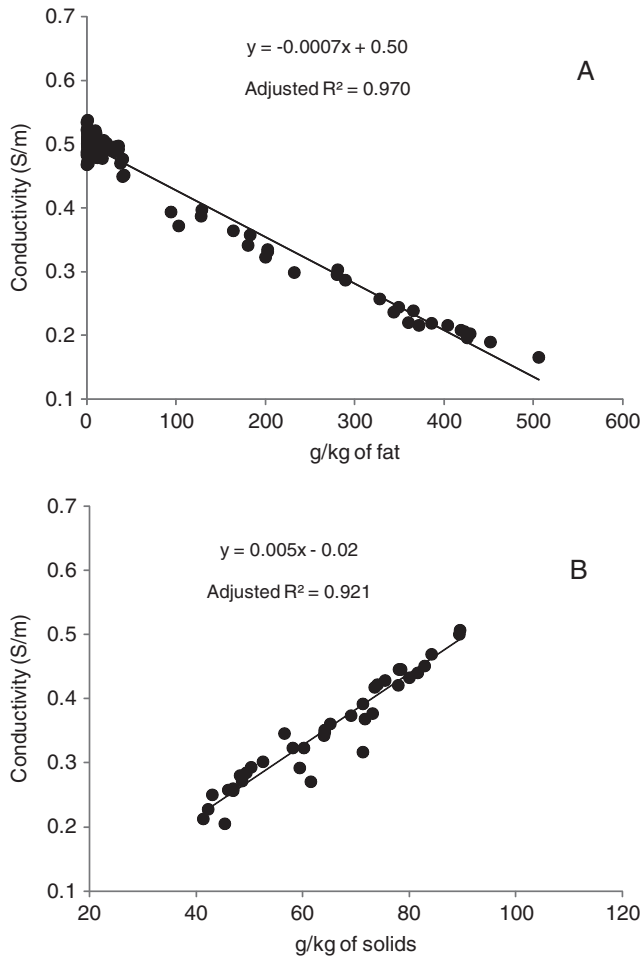 0.7
y = -0.0007x + 0.50
A
0.6
Adjusted R² = 0.970
0.5
0.4
0.3
0.2
0.1
Conductivity (S/m)
0 100 200 300 400 500 600
g/kg of fat
0.7
y = 0.005x - 0.02
B
0.6
Adjusted R² = 0.921
0.5
0.4
0.3
0.2
0.1
Conductivity (S/m)
20 40 60 80 100 120
g/kg of solids